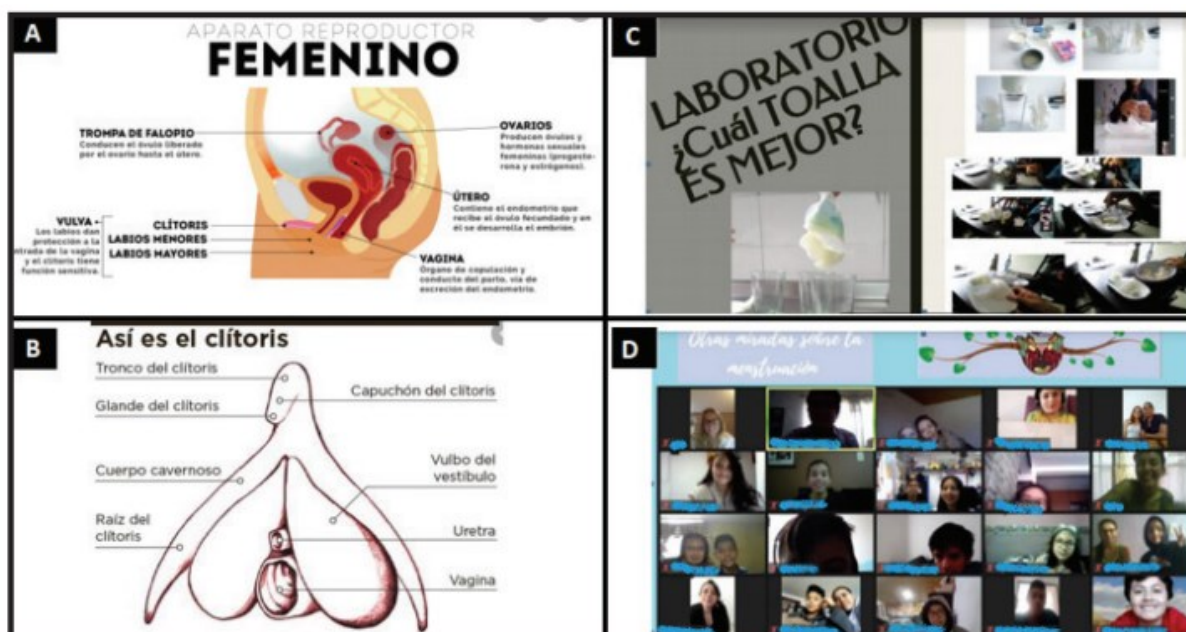 A
APARATO REPRODUCTOR
FEMENINO
TROMPA DE FALOPIO
Conducen el óvulo liberado
por el ovario hasta el útero.
OVARIOS
Producen óvulos y
hormonas sexuales
femeninas (progeste-
rona y estrógenos).
ÚTERO
Contiene el endometrio que
recibe el óvulo fecundado y en
él se desarrolla el embrión.
VULVA
Los labios dan
protección a la
ntrada de la vagina
y el clítoris tiene
función sensitiva.
CLÍTORIS
LABIOS MENORES
LABIOS MAYORES
VAGINA
Órgano de copulación y
conducto del parto, vía de
excreción del endometrio.
C
LABORATORIO
¿Cuál TOALLA
ES MEJOR?
B
Así es el clítoris
Tronco del clítoris
Glande del clítoris
Cuerpo cavernoso
Raíz del
clítoris
Capuchón del clítoris
Vulbo del
vestíbulo
Uretra
Vagina
D
Otras miradas sobre la
menstruación